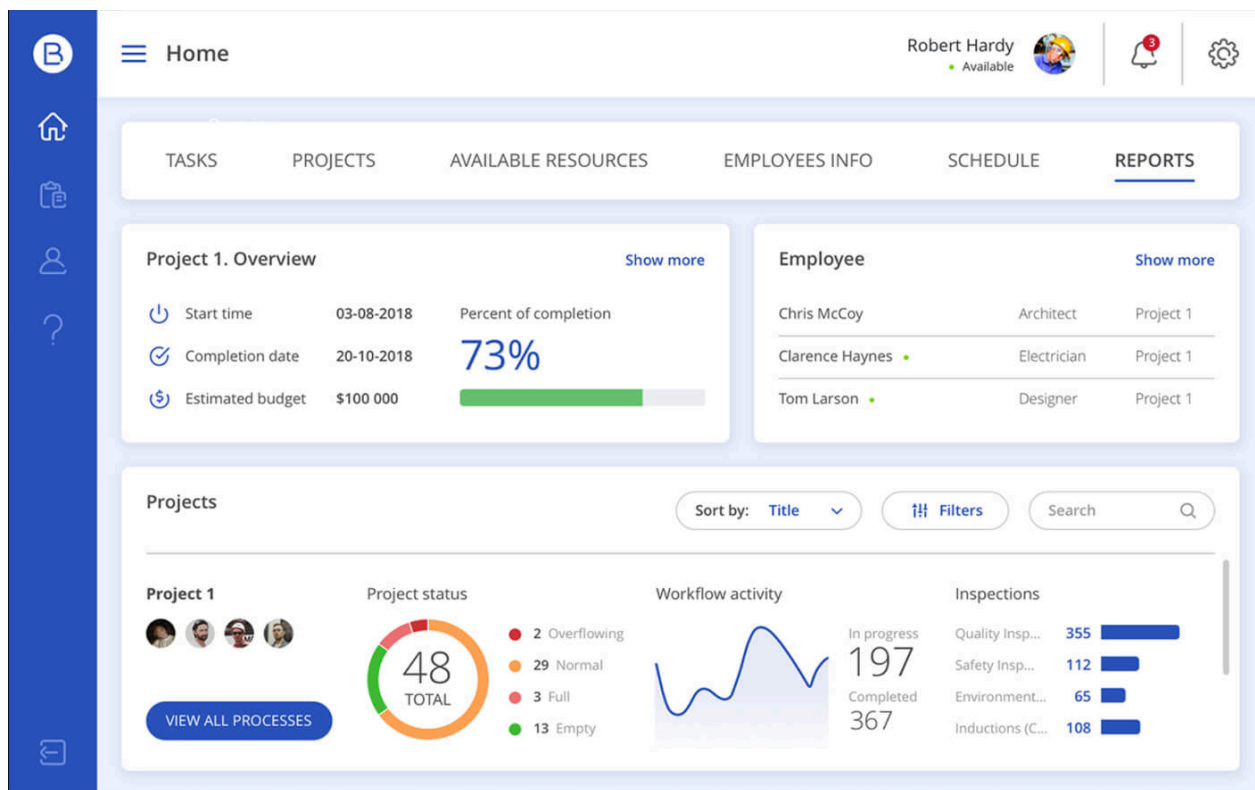 B
Home
Robert Hardy
Available
3
TASKS PROJECTS AVAILABLE RESOURCES EMPLOYEES INFO SCHEDULE REPORTS
Project 1. Overview
Show more
Start time 03-08-2018
Completion date 20-10-2018
Estimated budget $100 000
Percent of completion
73%
Employee
Show more
Chris McCoy Architect Project 1
Clarence Haynes Electrician Project 1
Tom Larson Designer Project 1
Projects
Sort by: Title
Filters
Search
Project 1
VIEW ALL PROCESSES
Project status
48
TOTAL
2 Overflowing
29 Normal
3 Full
13 Empty
Workflow activity
In progress
197
Completed
367
Inspections
Quality Insp... 355
Safety Insp... 112
Environment... 65
Inductions (C... 108